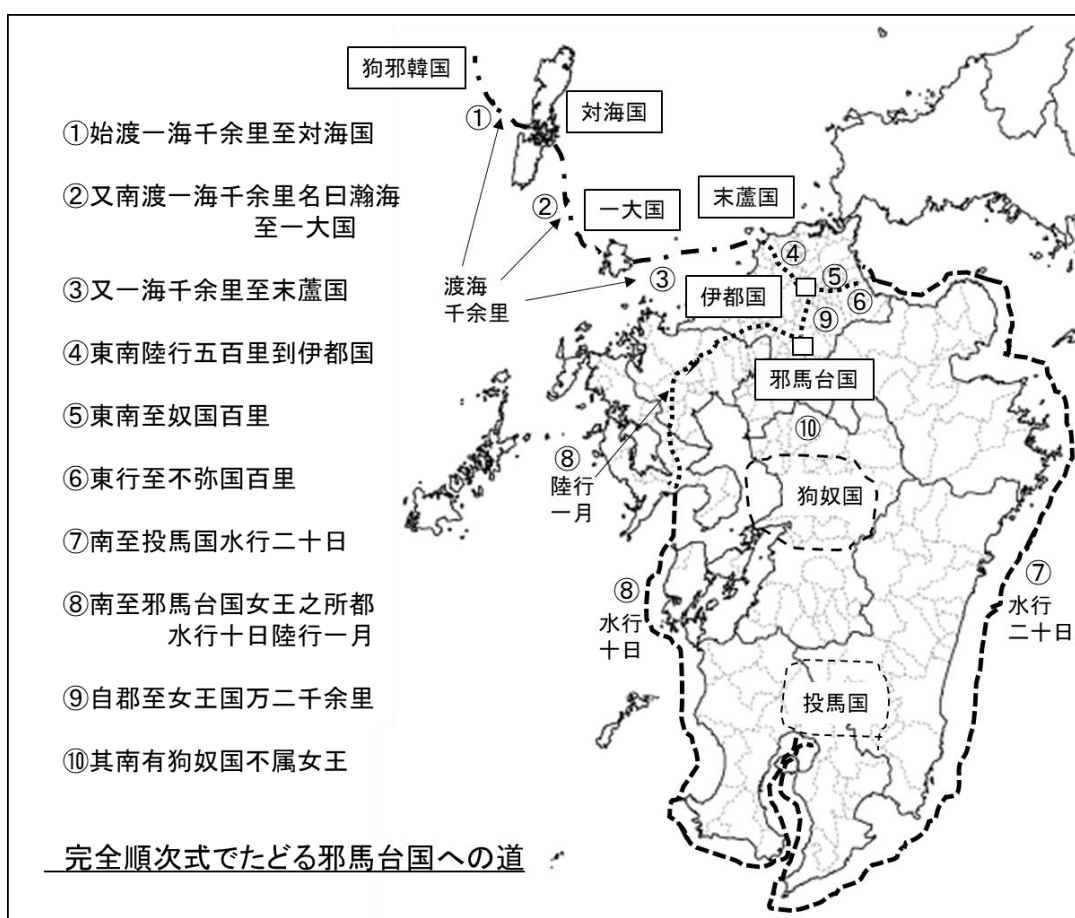 ①始渡一海千余里至対海国
②又南渡一海千余里名曰瀚海
至一大国
③又一海千余里至末蘆国
④東南陸行五百里到伊都国
⑤東南至奴国百里
⑥東行至不弥国百里
⑦南至投馬国水行二十日
⑧南至邪馬台国女王之所都
水行十日陸行一月
⑨自郡至女王国万二千余里
⑩其南有狗奴国不属女王
完全順次式でたどる邪馬台国への道
狗邪韓国
①
対海国
②
一大国
末蘆国
③
渡海
千余里
④
⑤
⑥
伊都国
⑨
邪馬台国
⑩
⑧
陸行
一月
狗奴国
⑧
水行
十日
⑦
水行
二十日
投馬国